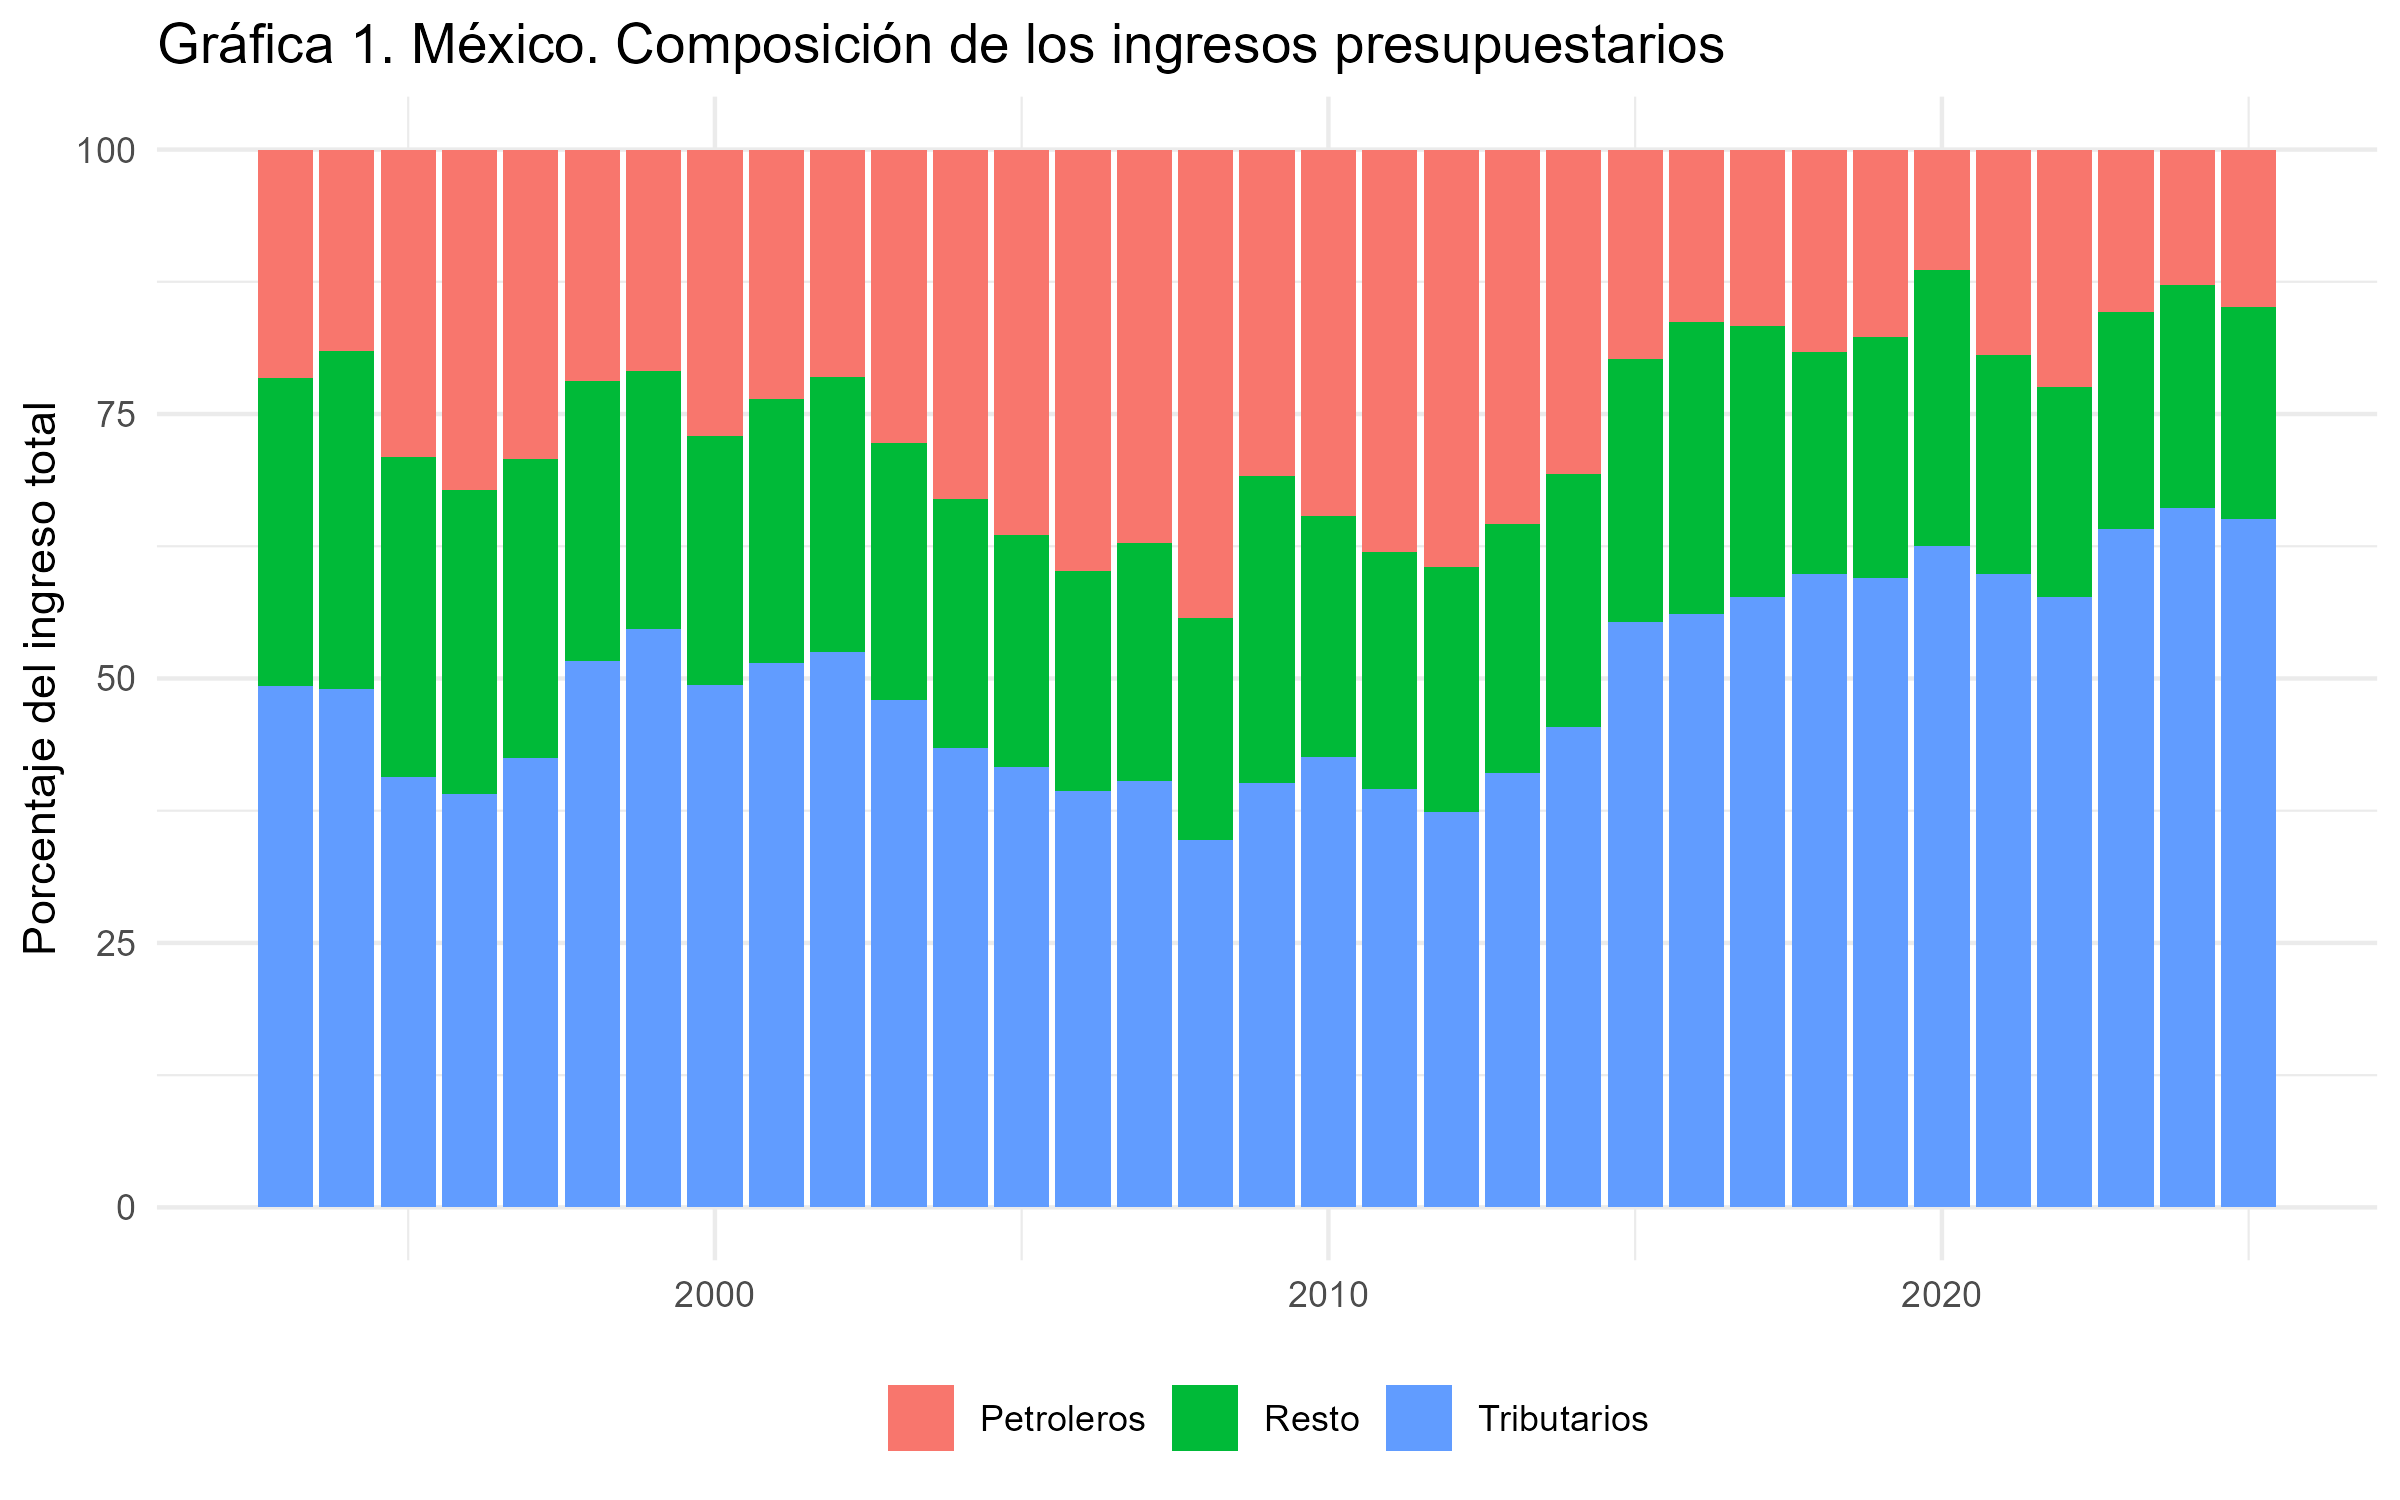 Gráfica 1. México. Composición de los ingresos presupuestarios
Porcentaje del ingreso total
100
75
50
25
0
2000 2010 2020
Petroleros Resto Tributarios